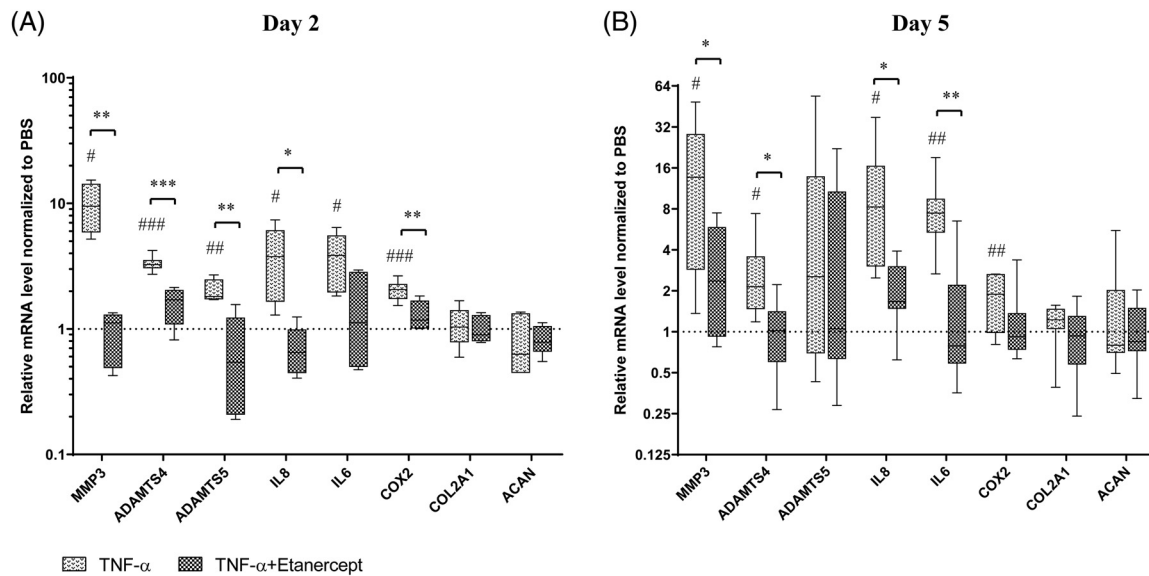 (A)
Day 2
Relative mRNA level normalized to PBS
100
10
1
0.1
#
**
###
***
##
**
#
*
#
###
**
MMP3
ADAMTS4
ADAMTS5
IL8
IL6
COX2
COL2A1
ACAN
(B)
Day 5
Relative mRNA level normalized to PBS
64
32
16
8
4
2
1
0.5
0.25
0.125
#
*
#
*
#
*
##
**
##
MMP3
ADAMTS4
ADAMTS5
IL8
IL6
COX2
COL2A1
ACAN
TNF-α
TNF-α+Etanercept